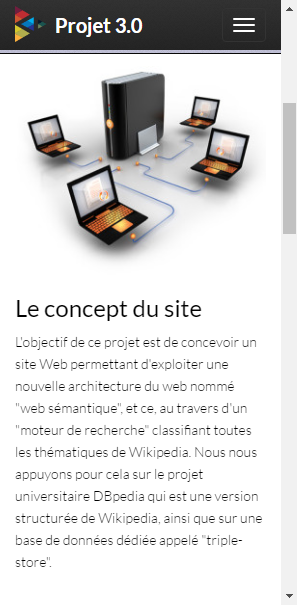 Projet 3.0
Le concept du site
L'objectif de ce projet est de concevoir un
site Web permettant d'exploiter une
nouvelle architecture du web nommé
"web sémantique", et ce, au travers d'un
"moteur de recherche" classifiant toutes
les thématiques de Wikipedia. Nous nous
appuyons pour cela sur le projet
universitaire DBpedia qui est une version
structurée de Wikipedia, ainsi que sur une
base de données dédiée appelé "triple-
store".